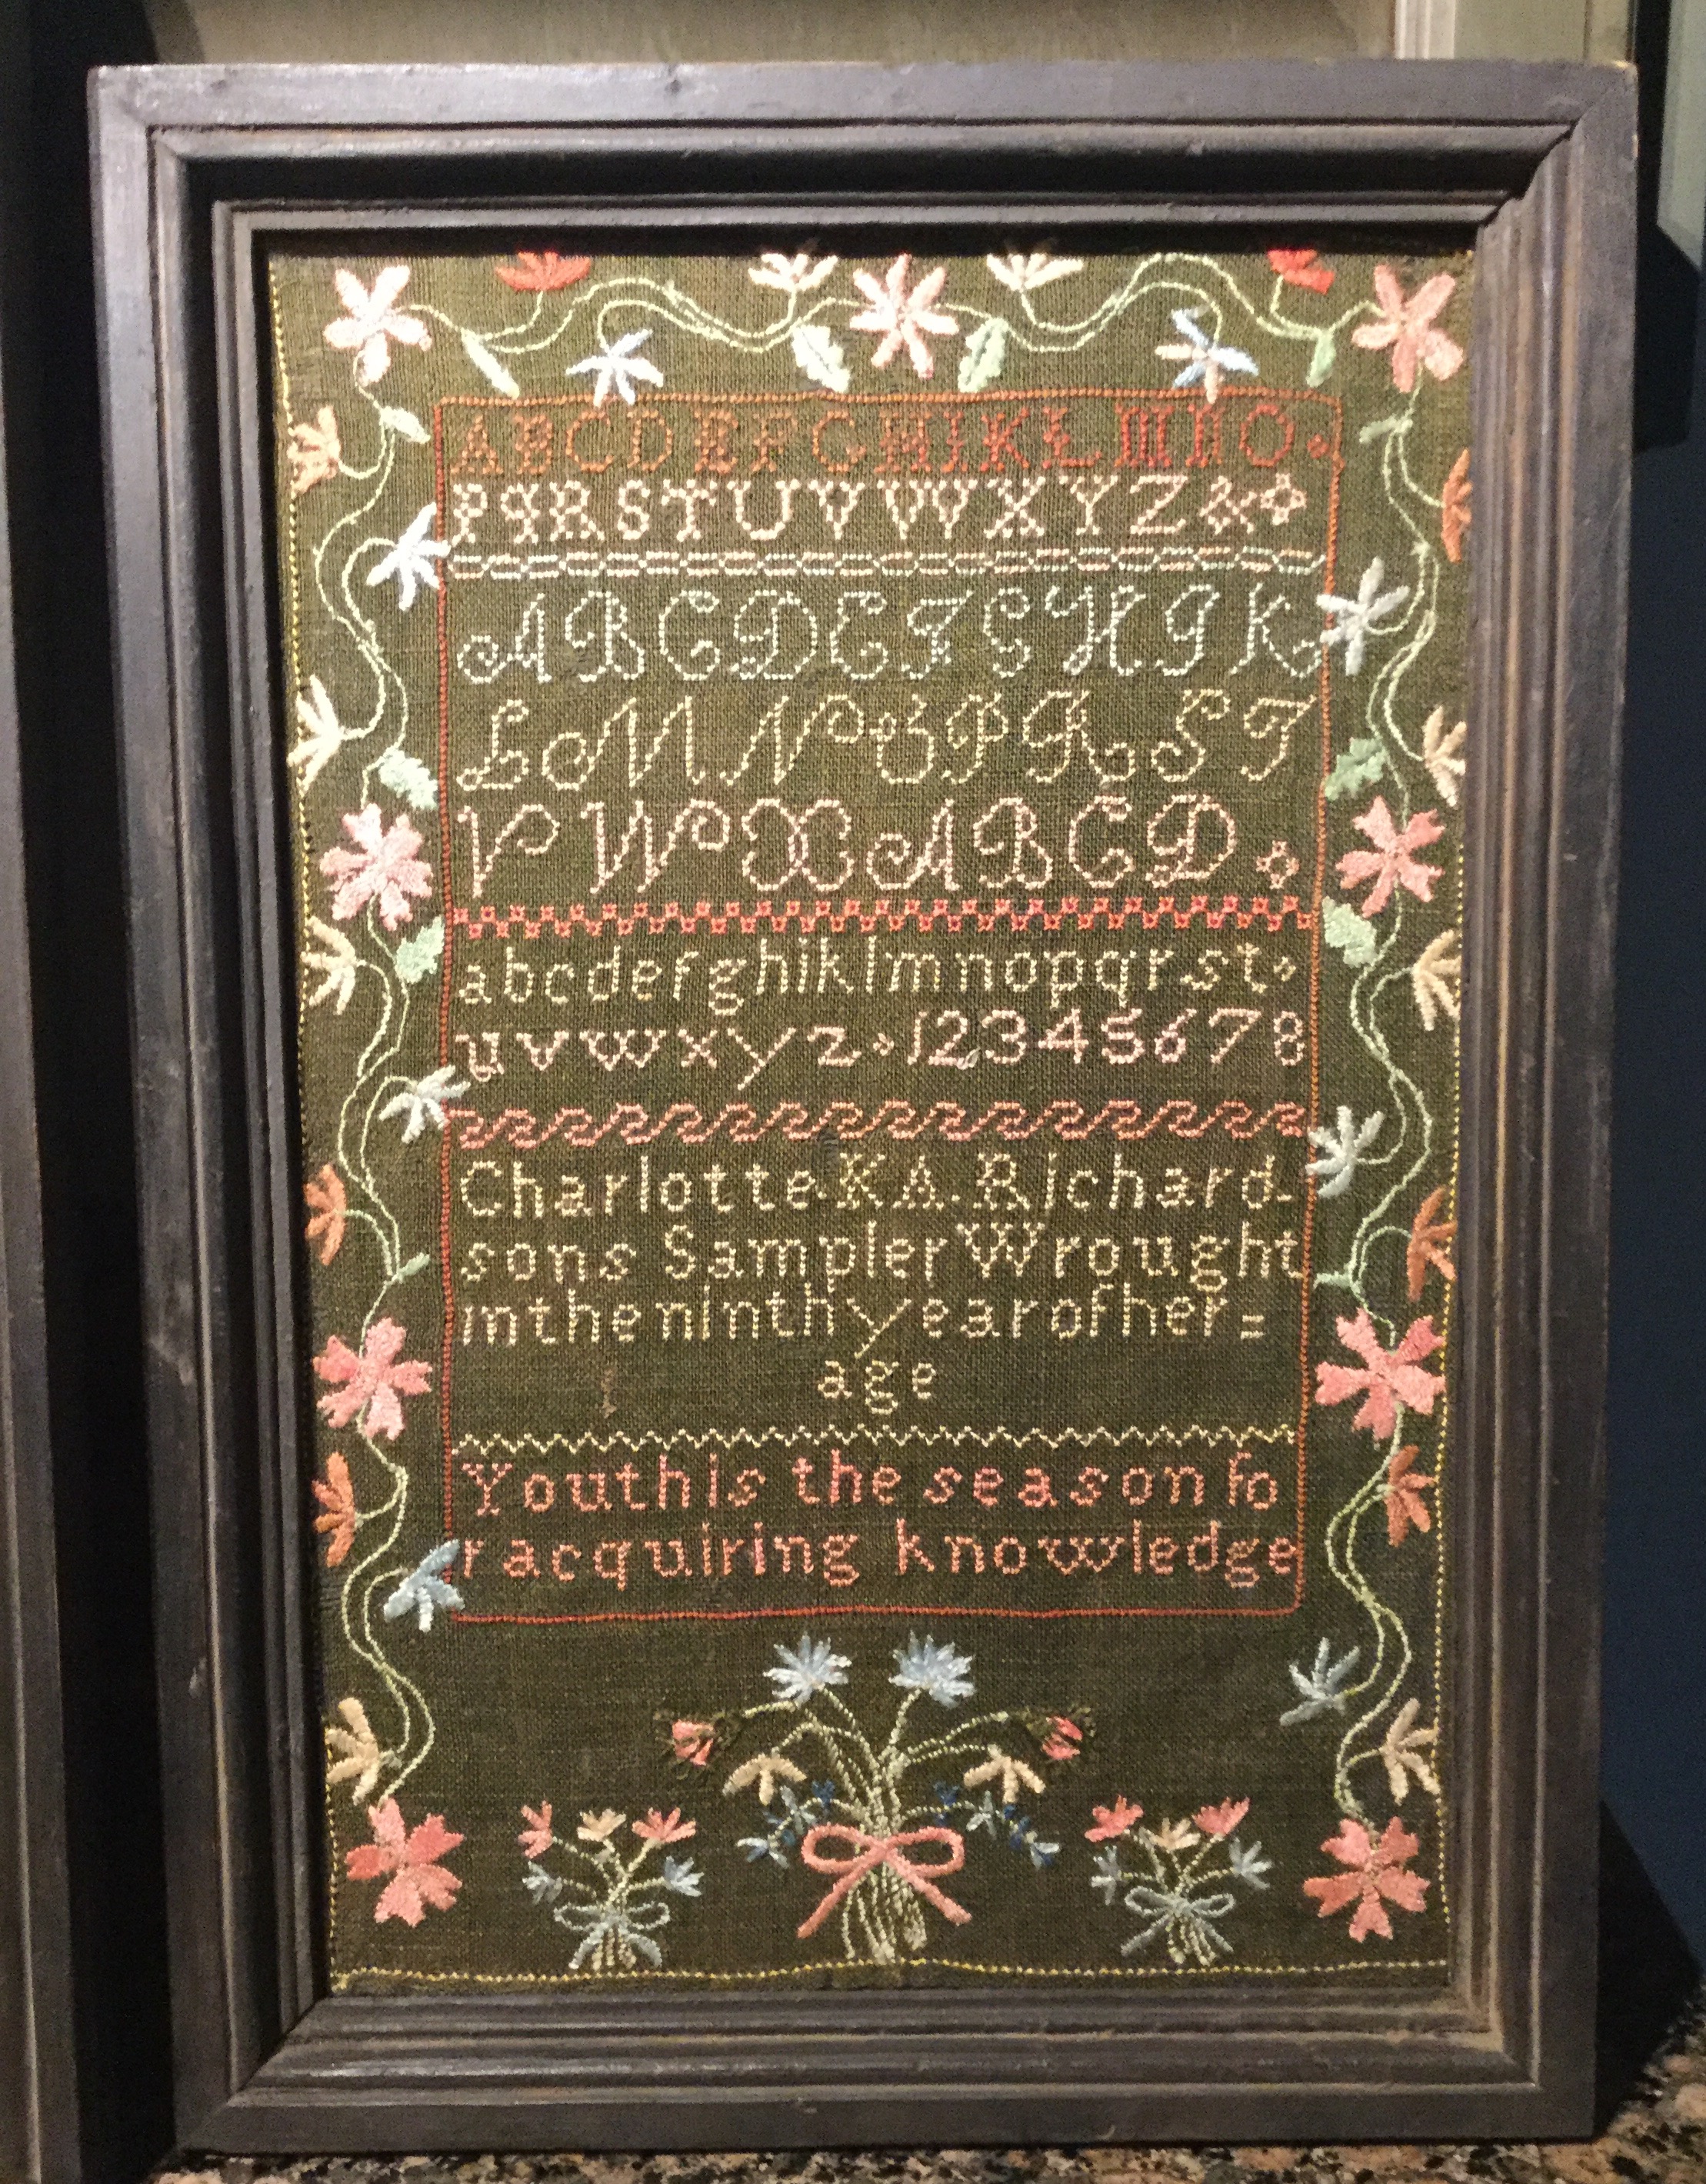 ABCDEFGHIKLMNO
PQRSTUVWXYZ&
ABCDEFGHIK
LMNOPRST
VWXABCD
abcdefghiklmnopqrst
uvwxyz 12345678
Charlotte K A. Richard-
sons Sampler Wrought
in the ninth year of her=
age
Youth is the season fo
r acquiring knowledge